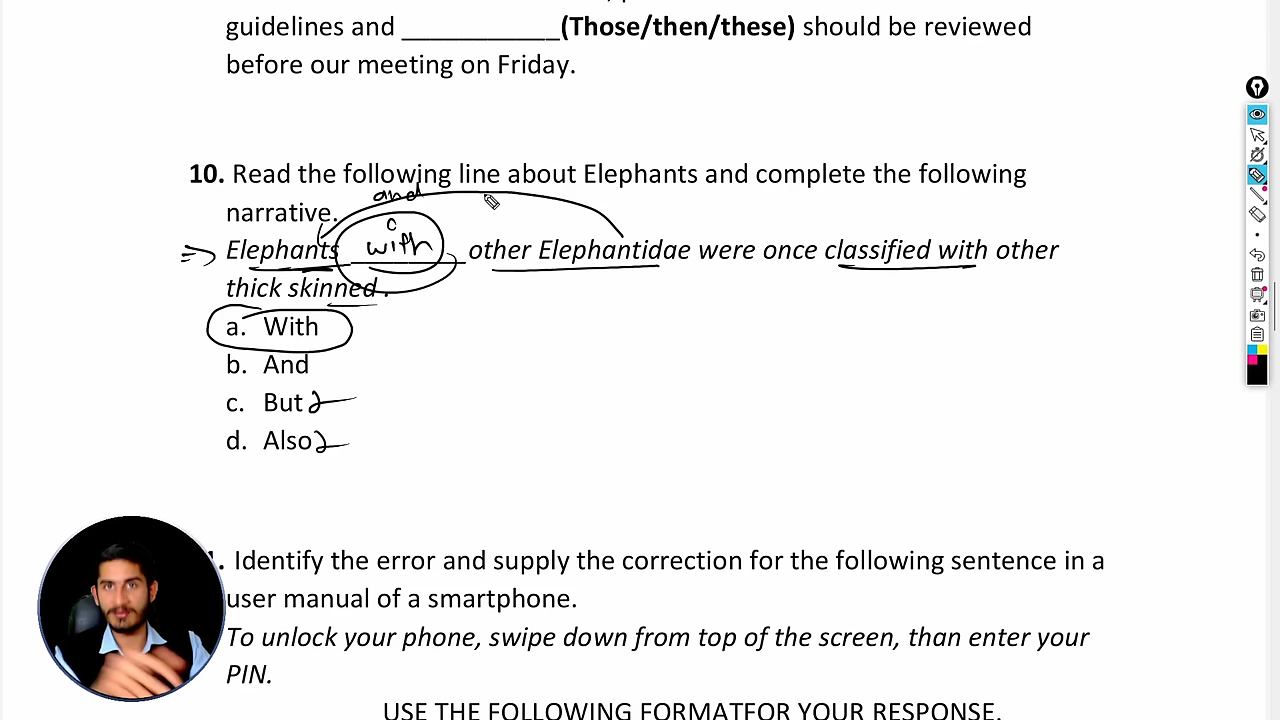 guidelines and ___________(Those/then/these) should be reviewed
before our meeting on Friday.
10. Read the following line about Elephants and complete the following
and
narrative.
Elephants with other Elephantidae were once classified with other
thick skinned .
a. With
b. And
c. But
d. Also
. Identify the error and supply the correction for the following sentence in a
user manual of a smartphone.
To unlock your phone, swipe down from top of the screen, than enter your
PIN.
USE THE FOLLOWING FORMATFOR YOUR RESPONSE.